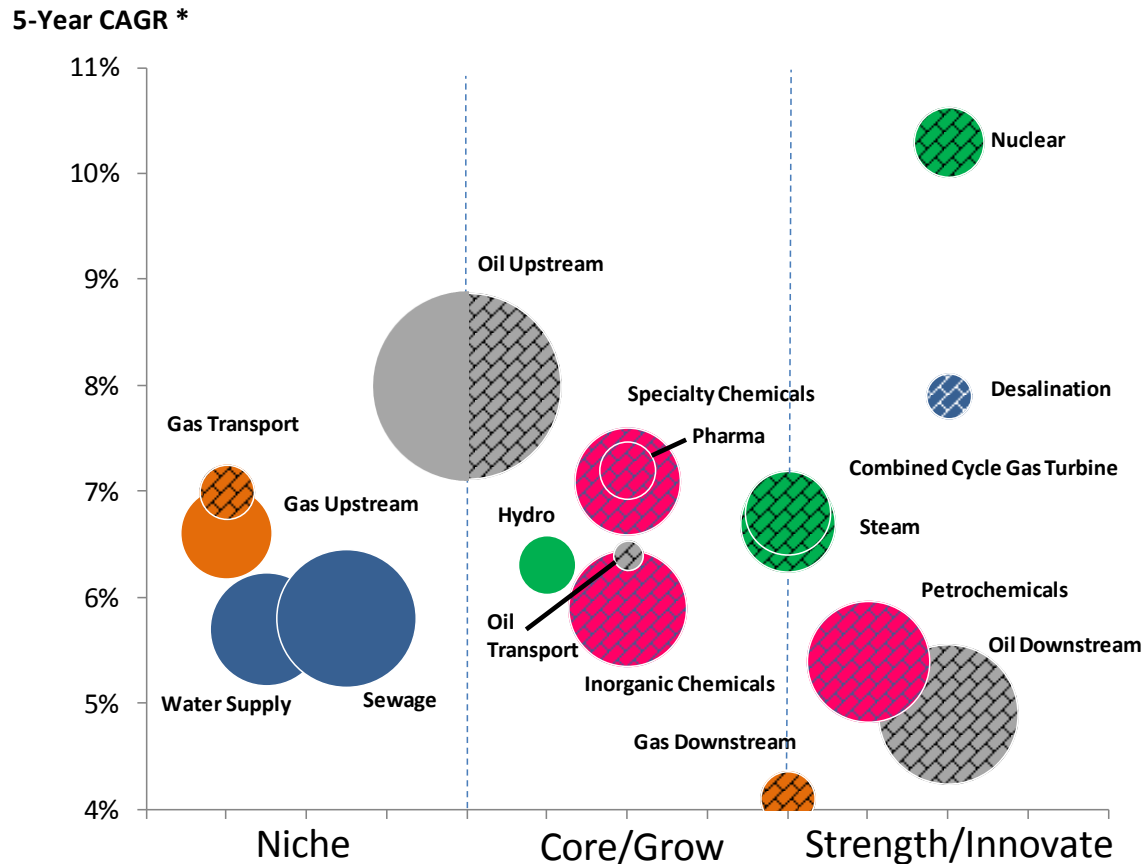 5-Year CAGR *
11%
10%
9%
8%
7%
6%
5%
4%
Nuclear
Oil Upstream
Desalination
Specialty Chemicals
Pharma
Gas Transport
Gas Upstream
Combined Cycle Gas Turbine
Hydro
Steam
Oil
Transport
Petrochemicals
Oil Downstream
Inorganic Chemicals
Water Supply
Sewage
Gas Downstream
Niche
Core/Grow
Strength/Innovate